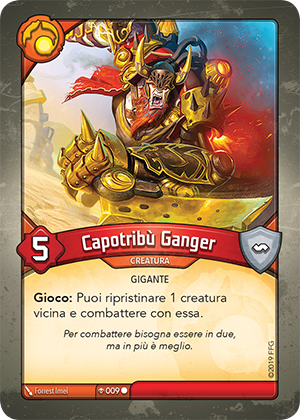 5
Capotribù Ganger
CREATURA
GIGANTE
Gioco: Puoi ripristinare 1 creatura
vicina e combattere con essa.
Per combattere bisogna essere in due,
ma in più è meglio.
Forrest Imel
009
©2019 FFG